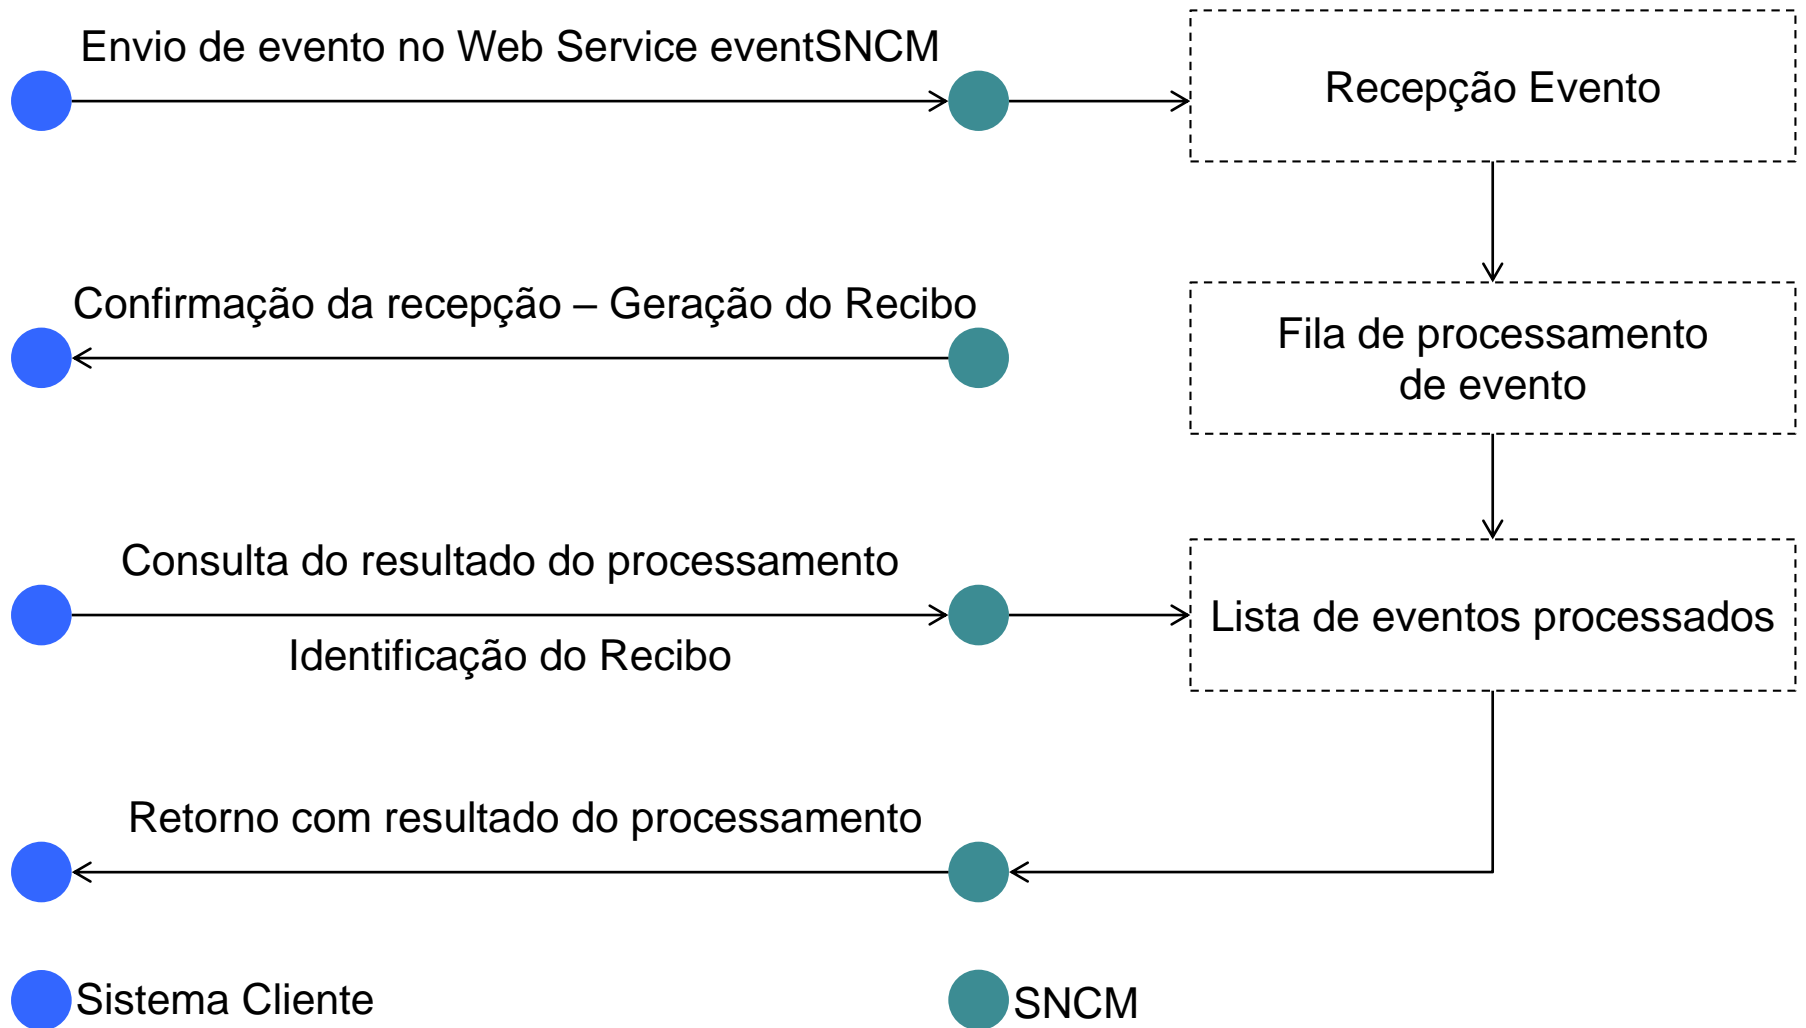 Envio de evento no Web Service eventSNCM
Recepção Evento
Confirmação da recepção – Geração do Recibo
Fila de processamento
de evento
Consulta do resultado do processamento
Identificação do Recibo
Lista de eventos processados
Retorno com resultado do processamento
Sistema Cliente
SNCM